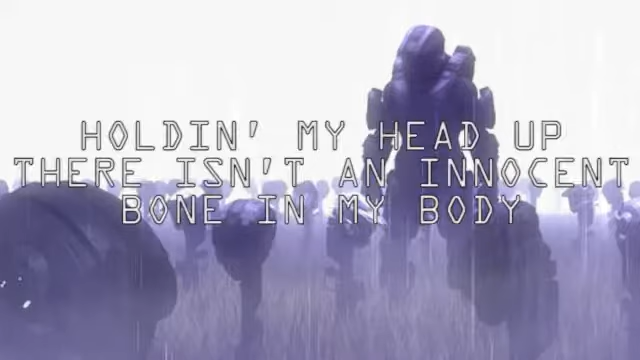 HOLDIN' MY HEAD UP
THERE ISN'T AN INNOCENT
BONE IN MY BODY